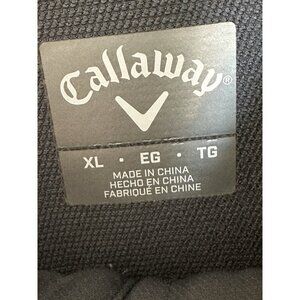 Callaway®
XL • EG • TG
MADE IN CHINA
HECHO EN CHINA
FABRIQUÉ EN CHINE